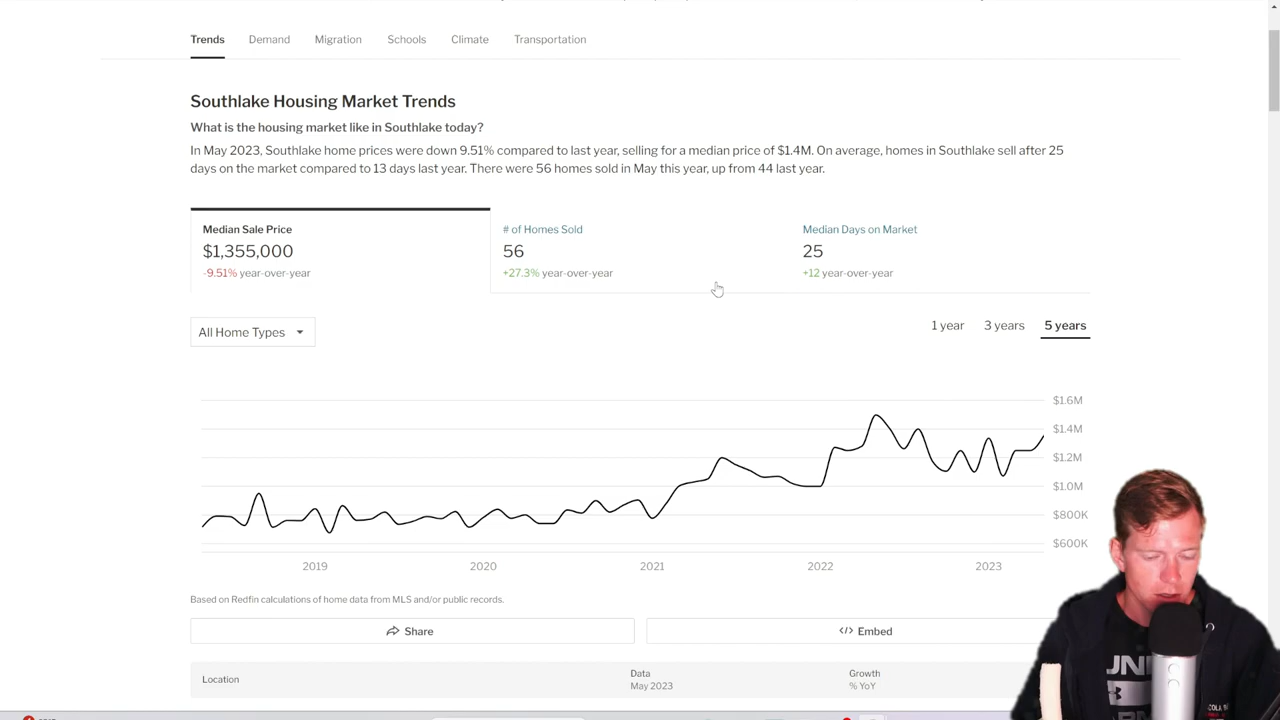 Trends Demand Migration Schools Climate Transportation
Southlake Housing Market Trends
What is the housing market like in Southlake today?
In May 2023, Southlake home prices were down 9.51% compared to last year, selling for a median price of $1.4M. On average, homes in Southlake sell after 25
days on the market compared to 13 days last year. There were 56 homes sold in May this year, up from 44 last year.
Median Sale Price
$1,355,000
-9.51% year-over-year
# of Homes Sold
56
+27.3% year-over-year
Median Days on Market
25
+12 year-over-year
All Home Types
1 year 3 years 5 years
$1.6M
$1.4M
$1.2M
$1.0M
$800K
$600K
2019 2020 2021 2022 2023
Based on Redfin calculations of home data from MLS and/or public records.
Share
</> Embed
Location
Data
May 2023
Growth
% YoY